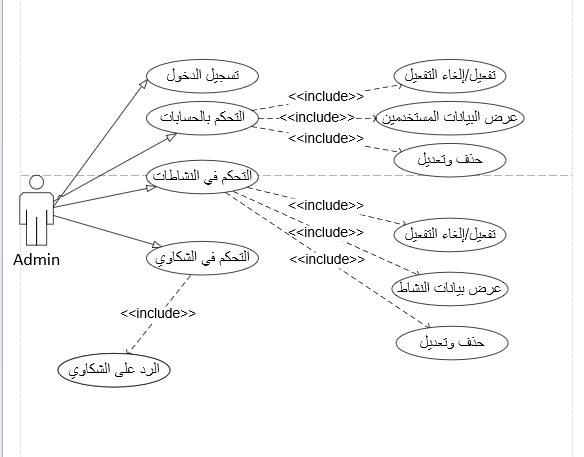 تسجيل الدخول
تفعيل/إلغاء التفعيل
<<include>>
التحكم بالحسابات
<<include>>
عرض البيانات المستخدمين
<<include>>
حذف وتعديل
التحكم في النشاطات
<<include>>
Admin
تفعيل/إلغاء التفعيل
<<include>>
التحكم في الشكاوي
<<include>>
عرض بيانات النشاط
<<include>>
حذف وتعديل
الرد على الشكاوي